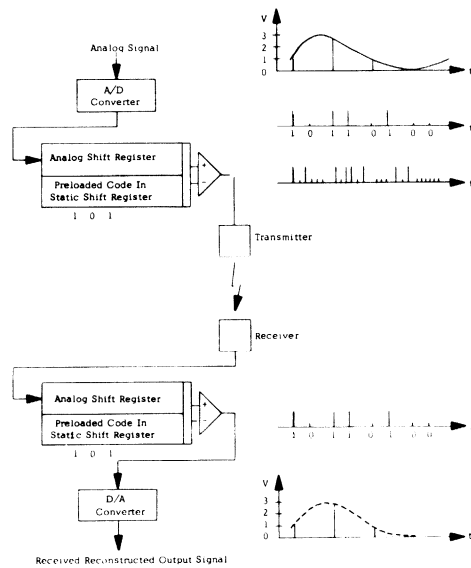 Analog Signal
A/D
Converter
Analog Shift Register
Preloaded Code In
Static Shift Register
1 0 1
+
−
Transmitter
Receiver
Analog Shift Register
Preloaded Code In
Static Shift Register
1 0 1
+
−
D/A
Converter
Received Reconstructed Output Signal
V
3
2
1
0
t
1 0 1 1 0 1 0 0
t
t
1 0 1 1 0 1 0 0
t
V
3
2
1
0
t